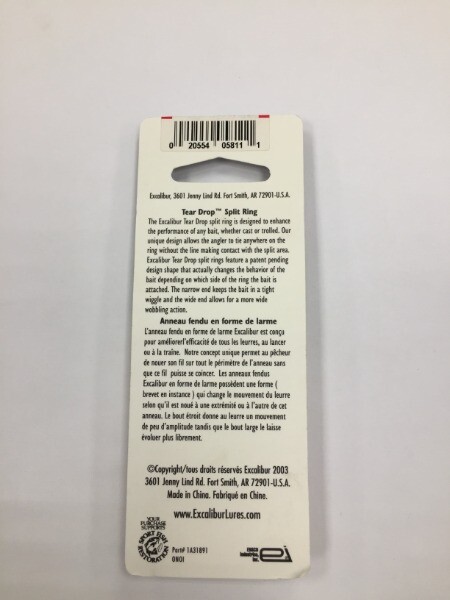 0 20554 05811 1
Excalibur, 3601 Jenny Lind Rd. Fort Smith, AR 72901-U.S.A.
Tear Drop™ Split Ring
The Excalibur Tear Drop split ring is designed to enhance
the performance of any bait, whether cast or trolled. Our
unique design allows the angler to tie anywhere on the
ring without the line making contact with the split area.
Excalibur Tear Drop split rings feature a patent pending
design shape that actually changes the behavior of the
bait depending on which side of the ring the bait is
attached. The narrow end keeps the bait in a tight
wiggle and the wide end allows for a more wide
wobbling action.
Anneau fendu en forme de larme
L'anneau fendu en forme de larme Excalibur est conçu
pour améliorerl'efficacité de tous les leurres, au lancer
ou à la traîne. Notre concept unique permet au pêcheur
de nouer son fil sur tout le périmètre de l'anneau sans
que ce fil puisse se coincer. Les anneaux fendus
Excalibur en forme de larme possèdent une forme (
brevet en instance ) qui change le mouvement du leurre
selon qu'il est noué à une extrémité ou à l'autre de cet
anneau. Le bout étroit donne au leurre un mouvement
de peu d'amplitude tandis que le bout large le laisse
évoluer plus librement.
©Copyright/tous droits réservés Excalibur 2003
3601 Jenny Lind Rd. Fort Smith, AR 72901-U.S.A.
Made in China. Fabriqué en Chine.
www.ExcaliburLures.com
YOUR
PURCHASE
SUPPORTS
SPORT FISH
RESTORATION
Part# 1A31891
ei